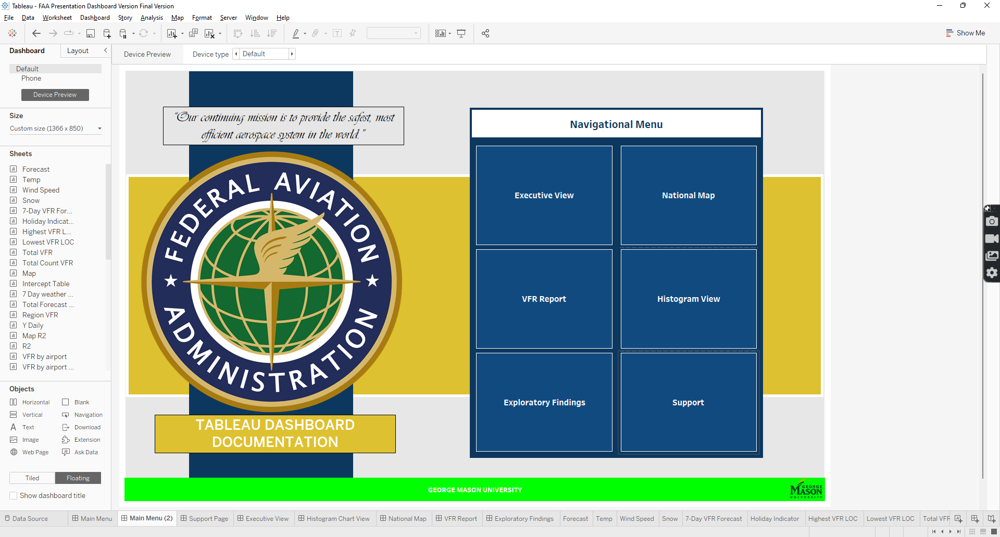 Tableau - FAA Presentation Dashboard Version Final Version
File Data Worksheet Dashboard Story Analysis Map Format Server Window Help
Show Me
Dashboard Layout
Device Preview Device type Default
Default
Phone
Device Preview
Size
Custom size (1366 x 850)
Sheets
Forecast
Temp
Wind Speed
Snow
7-Day VFR For...
Holiday Indicat...
Highest VFR L...
Lowest VFR LOC
Total VFR
Total Count VFR
Map
Intercept Table
7 Day weather ...
Total Forecast ...
Region VFR
Y Daily
Map R2
R2
VFR by airport
VFR by airport ...
Objects
Horizontal Blank
Vertical Navigation
Text Download
Image Extension
Web Page Ask Data
Tiled Floating
Show dashboard title
"Our continuing mission is to provide the safest, most
efficient aerospace system in the world."
FEDERAL AVIATION
ADMINISTRATION
TABLEAU DASHBOARD
DOCUMENTATION
Navigational Menu
Executive View National Map
VFR Report Histogram View
Exploratory Findings Support
GEORGE MASON UNIVERSITY
GEORGE
MASON
UNIVERSITY
Data Source Main Menu Main Menu (2) Support Page Executive View Histogram Chart View National Map VFR Report Exploratory Findings Forecast Temp Wind Speed Snow 7-Day VFR Forecast Holiday Indicator Highest VFR LOC Lowest VFR LOC Total VFR